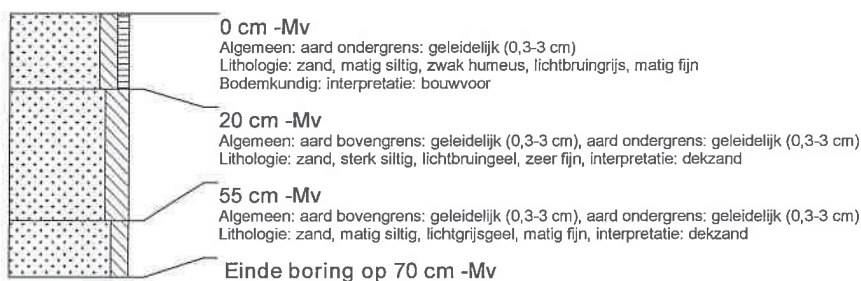 0 cm -Mv
Algemeen: aard ondergrens: geleidelijk (0,3-3 cm)
Lithologie: zand, matig siltig, zwak humeus, lichtbruingrijs, matig fijn
Bodemkundig: interpretatie: bouwvoor
20 cm -Mv
Algemeen: aard bovengrens: geleidelijk (0,3-3 cm), aard ondergrens: geleidelijk (0,3-3 cm)
Lithologie: zand, sterk siltig, lichtbruingeel, zeer fijn, interpretatie: dekzand
55 cm -Mv
Algemeen: aard bovengrens: geleidelijk (0,3-3 cm), aard ondergrens: geleidelijk (0,3-3 cm)
Lithologie: zand, matig siltig, lichtgrijsgeel, matig fijn, interpretatie: dekzand
Einde boring op 70 cm -Mv